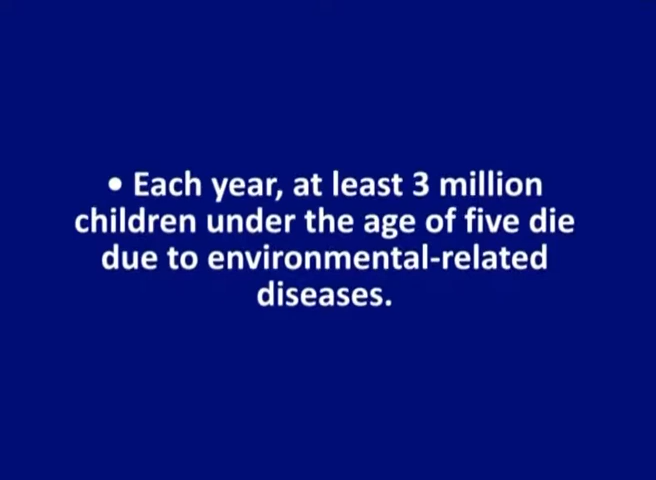 • Each year, at least 3 million
children under the age of five die
due to environmental-related
diseases.